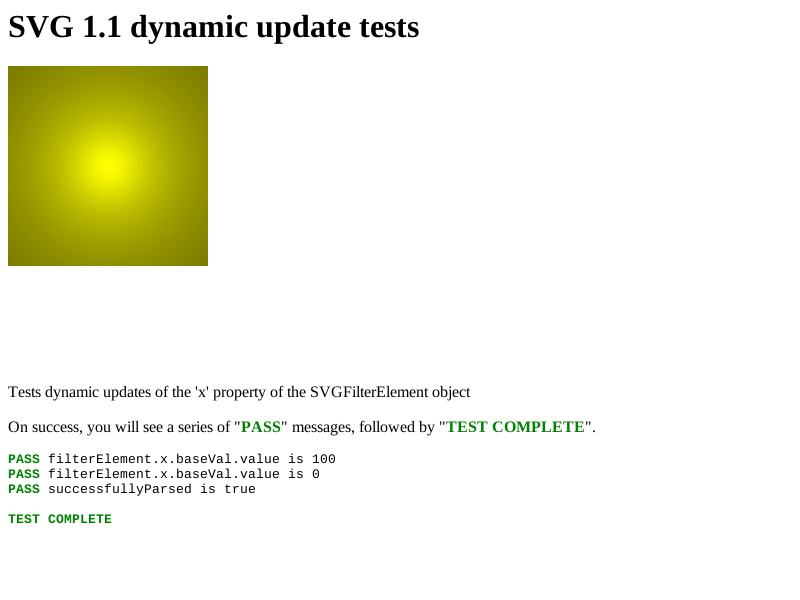 SVG 1.1 dynamic update tests
Tests dynamic updates of the 'x' property of the SVGFilterElement object
On success, you will see a series of "PASS" messages, followed by "TEST COMPLETE".
PASS filterElement.x.baseVal.value is 100
PASS filterElement.x.baseVal.value is 0
PASS successfullyParsed is true
TEST COMPLETE